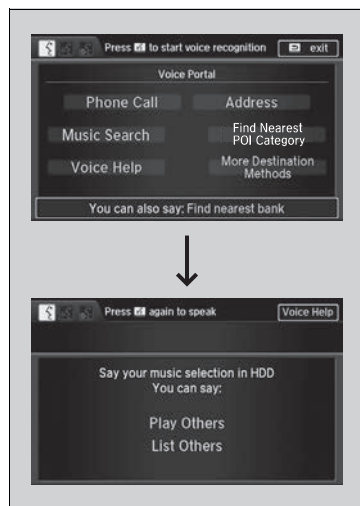 Press to start voice recognition exit
Voice Portal
Phone Call Address
Music Search Find Nearest
POI Category
Voice Help More Destination
Methods
You can also say: Find nearest bank
Press again to speak Voice Help
Say your music selection in HDD
You can say:
Play Others
List Others